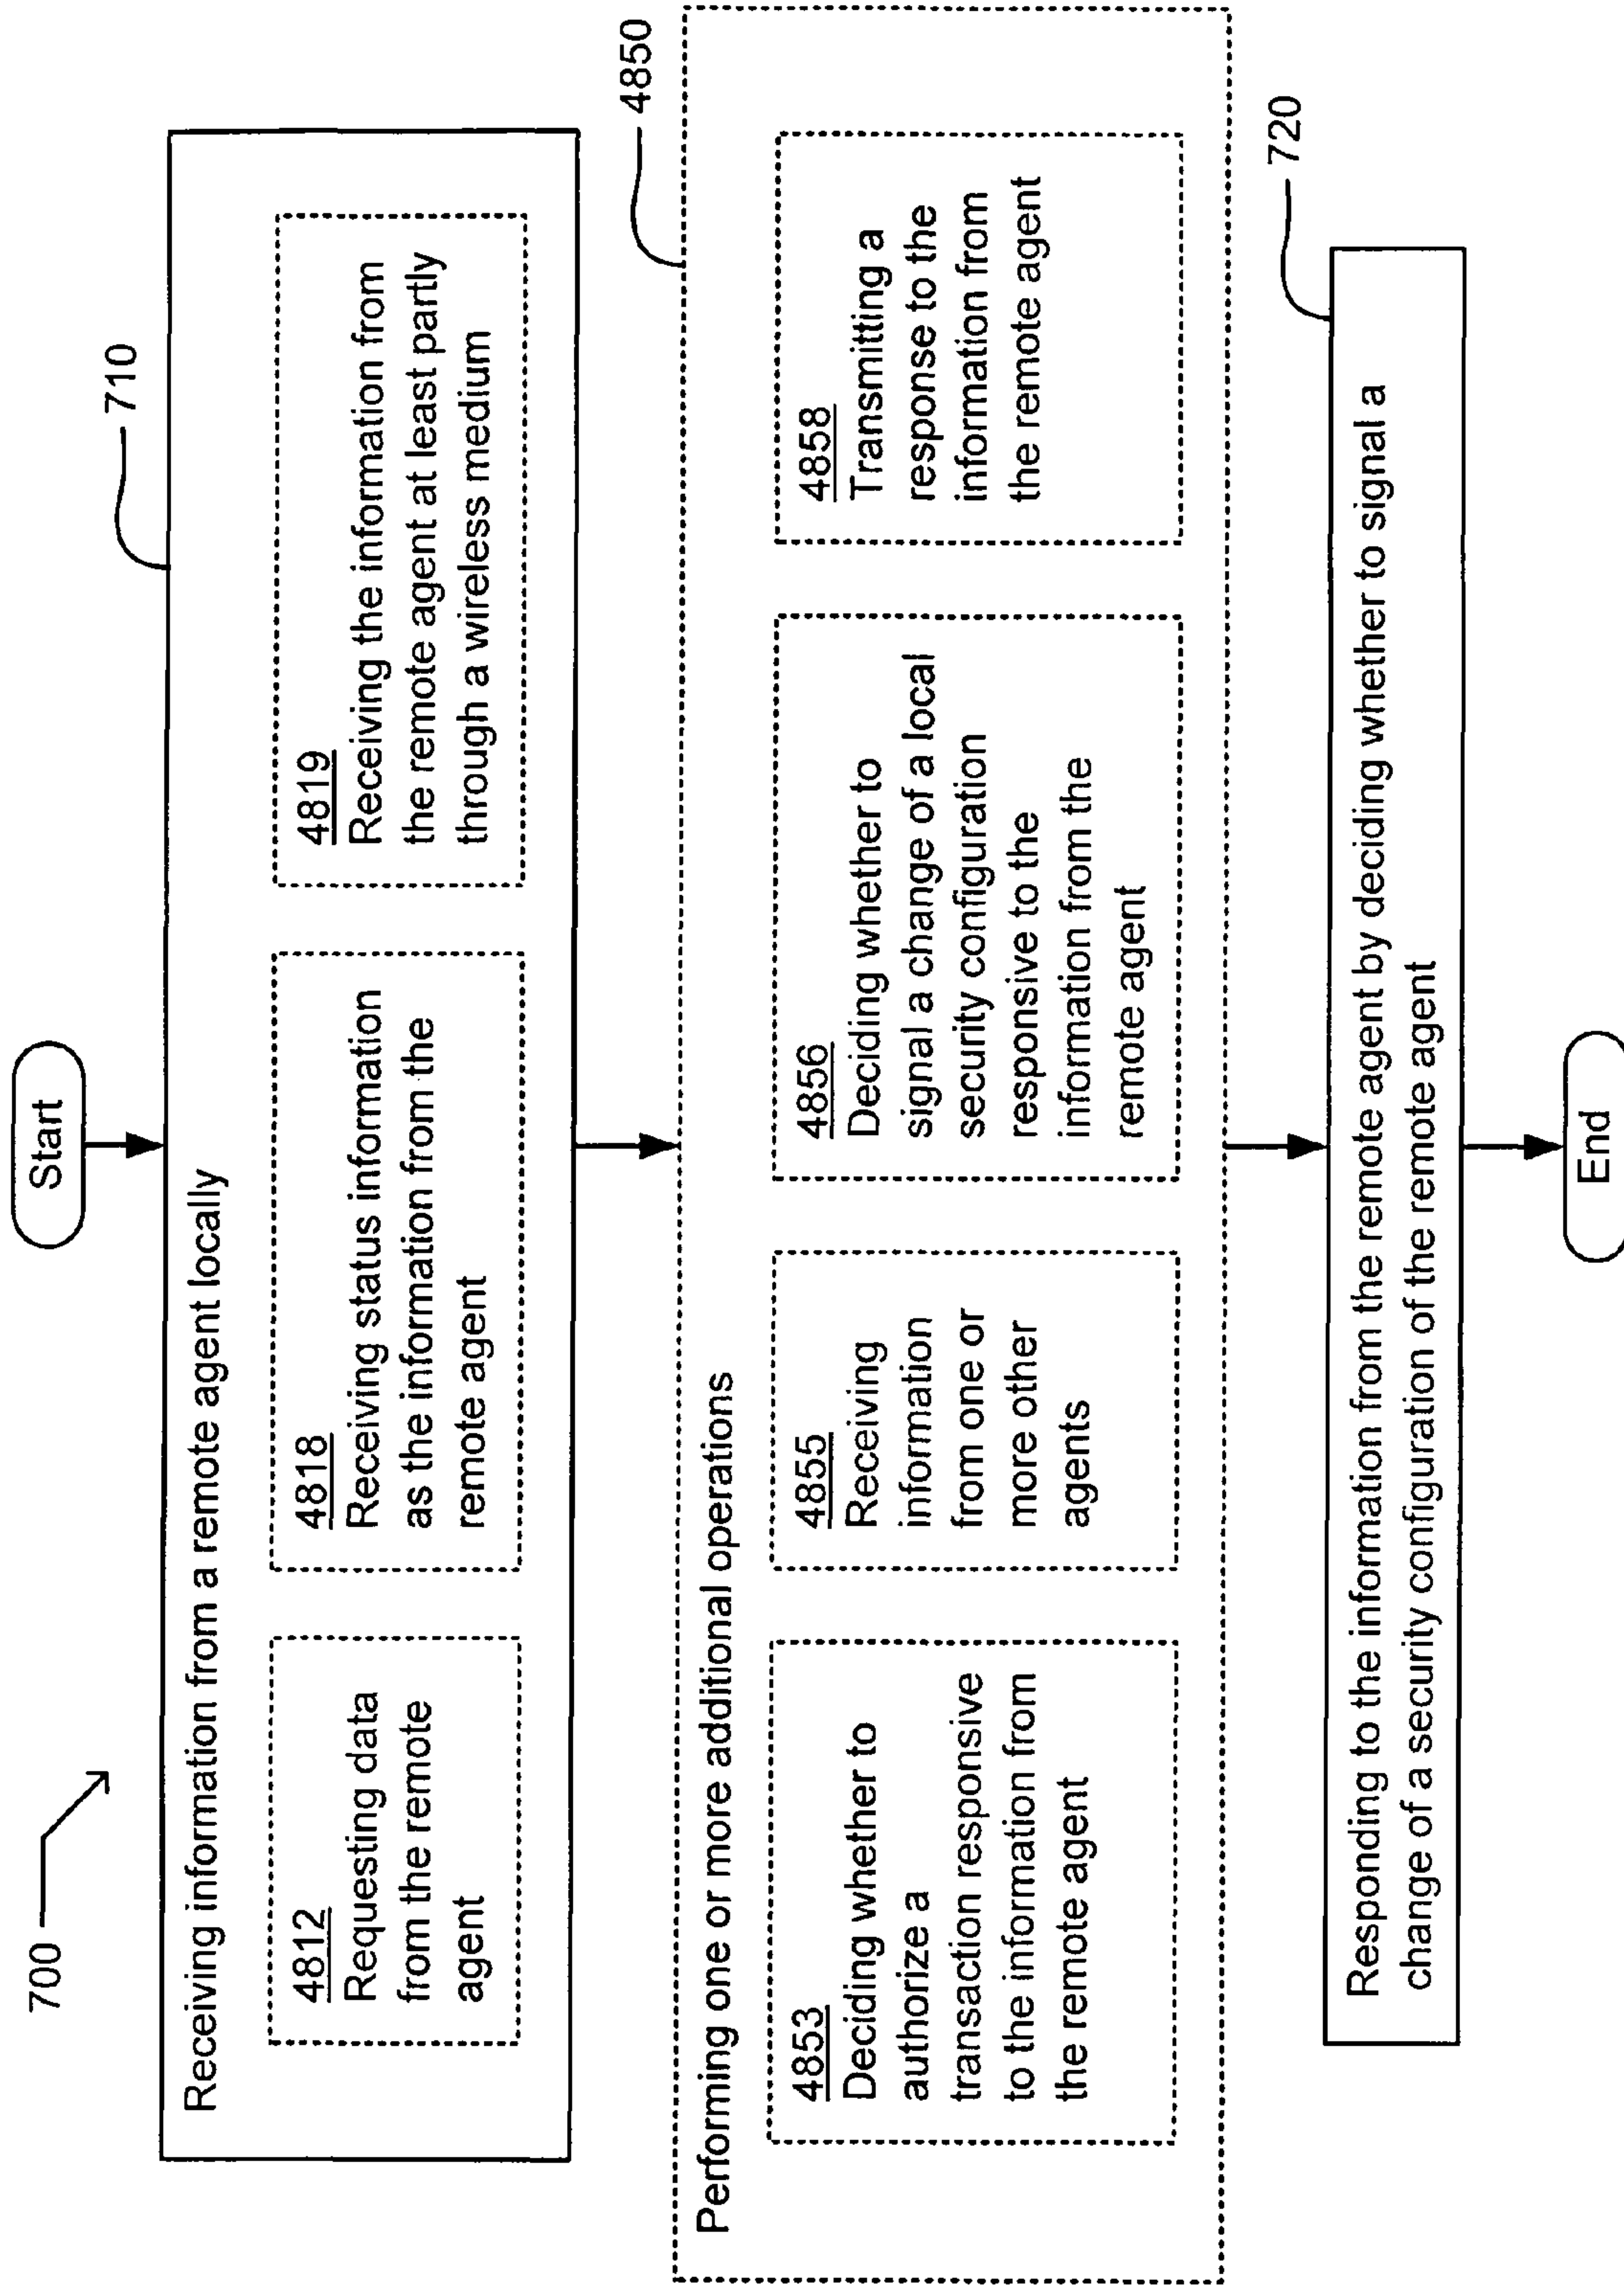 700
Start
710
Receiving information from a remote agent locally
4812
Requesting data
from the remote
agent
4818
Receiving status information
as the information from the
remote agent
4819
Receiving the information from
the remote agent at least partly
through a wireless medium
4850
Performing one or more additional operations
4853
Deciding whether to
authorize a
transaction responsive
to the information from
the remote agent
4855
Receiving
information
from one or
more other
agents
4856
Deciding whether to
signal a change of a local
security configuration
responsive to the
information from the
remote agent
4858
Transmitting a
response to the
information from
the remote agent
720
Responding to the information from the remote agent by deciding whether to signal a
change of a security configuration of the remote agent
End